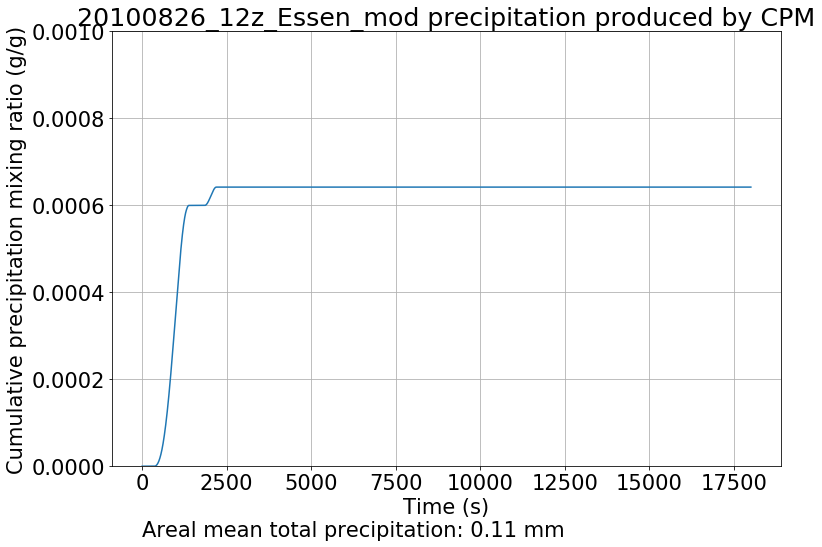 20100826_12z_Essen_mod precipitation produced by CPM
Cumulative precipitation mixing ratio (g/g)
0.0010
0.0008
0.0006
0.0004
0.0002
0.0000
0 2500 5000 7500 10000 12500 15000 17500
Time (s)
Areal mean total precipitation: 0.11 mm